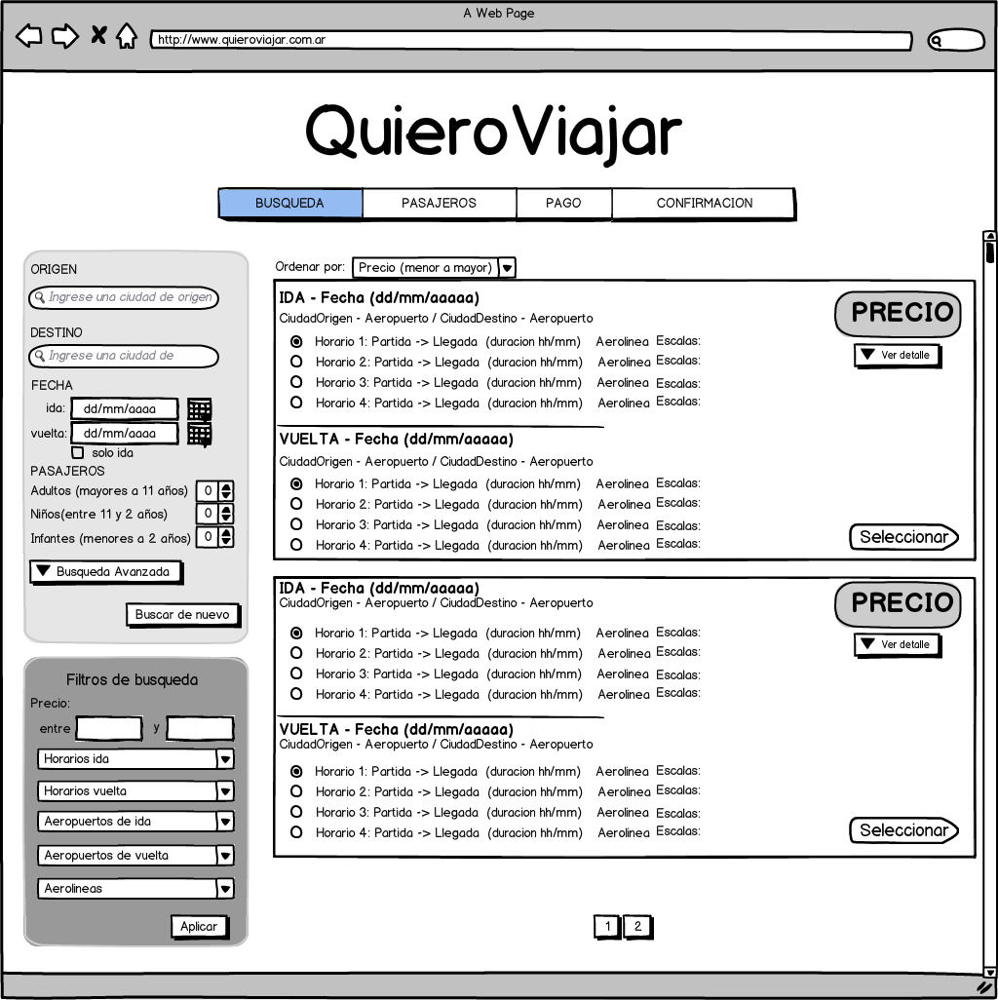 A Web Page
http://www.quieroviajar.com.ar
QuieroViajar
BUSQUEDA PASAJEROS PAGO CONFIRMACION
ORIGEN
Ingrese una ciudad de origen
DESTINO
Ingrese una ciudad de
FECHA
ida: dd/mm/aaaa
vuelta: dd/mm/aaaa
solo ida
PASAJEROS
Adultos (mayores a 11 años) 0
Niños(entre 11 y 2 años) 0
Infantes (menores a 2 años) 0
Busqueda Avanzada
Buscar de nuevo
Filtros de busqueda
Precio:
entre y
Horarios ida
Horarios vuelta
Aeropuertos de ida
Aeropuertos de vuelta
Aerolineas
Aplicar
Ordenar por: Precio (menor a mayor)
IDA - Fecha (dd/mm/aaaaa)
CiudadOrigen - Aeropuerto / CiudadDestino - Aeropuerto
Horario 1: Partida -> Llegada (duracion hh/mm) Aerolinea Escalas:
Horario 2: Partida -> Llegada (duracion hh/mm) Aerolinea Escalas:
Horario 3: Partida -> Llegada (duracion hh/mm) Aerolinea Escalas:
Horario 4: Partida -> Llegada (duracion hh/mm) Aerolinea Escalas:
PRECIO
Ver detalle
VUELTA - Fecha (dd/mm/aaaaa)
CiudadOrigen - Aeropuerto / CiudadDestino - Aeropuerto
Horario 1: Partida -> Llegada (duracion hh/mm) Aerolinea Escalas:
Horario 2: Partida -> Llegada (duracion hh/mm) Aerolinea Escalas:
Horario 3: Partida -> Llegada (duracion hh/mm) Aerolinea Escalas:
Horario 4: Partida -> Llegada (duracion hh/mm) Aerolinea Escalas:
Seleccionar
IDA - Fecha (dd/mm/aaaaa)
CiudadOrigen - Aeropuerto / CiudadDestino - Aeropuerto
Horario 1: Partida -> Llegada (duracion hh/mm) Aerolinea Escalas:
Horario 2: Partida -> Llegada (duracion hh/mm) Aerolinea Escalas:
Horario 3: Partida -> Llegada (duracion hh/mm) Aerolinea Escalas:
Horario 4: Partida -> Llegada (duracion hh/mm) Aerolinea Escalas:
PRECIO
Ver detalle
VUELTA - Fecha (dd/mm/aaaaa)
CiudadOrigen - Aeropuerto / CiudadDestino - Aeropuerto
Horario 1: Partida -> Llegada (duracion hh/mm) Aerolinea Escalas:
Horario 2: Partida -> Llegada (duracion hh/mm) Aerolinea Escalas:
Horario 3: Partida -> Llegada (duracion hh/mm) Aerolinea Escalas:
Horario 4: Partida -> Llegada (duracion hh/mm) Aerolinea Escalas:
Seleccionar
1 2